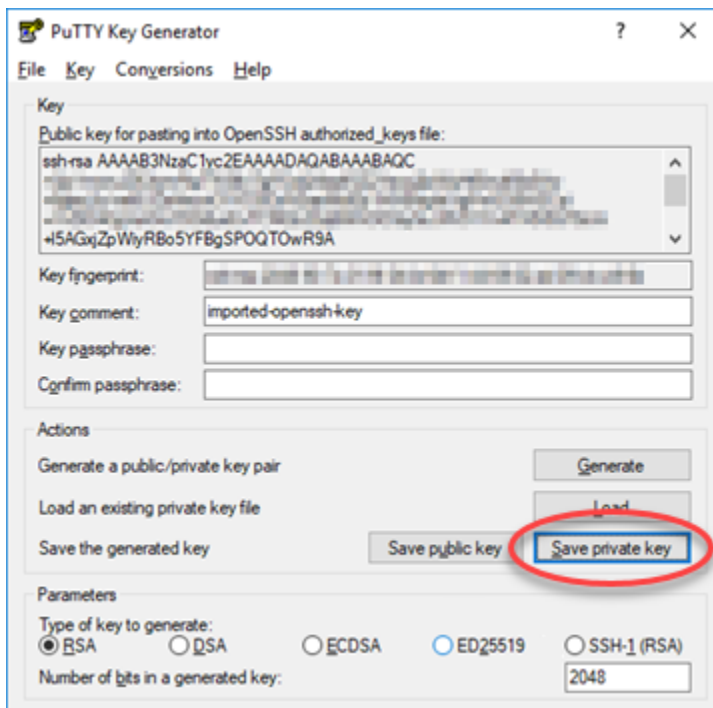 PuTTY Key Generator
File Key Conversions Help
Key
Public key for pasting into OpenSSH authorized_keys file:
ssh-rsa AAAAB3NzaC1yc2EAAAADAQABAAABAQC
+I5AGxjZpWiyRBo5YFBgSPOQTOwR9A
Key fingerprint:
Key comment: imported-openssh-key
Key passphrase:
Confirm passphrase:
Actions
Generate a public/private key pair Generate
Load an existing private key file Load
Save the generated key Save public key Save private key
Parameters
Type of key to generate:
RSA DSA ECDSA ED25519 SSH-1 (RSA)
Number of bits in a generated key: 2048